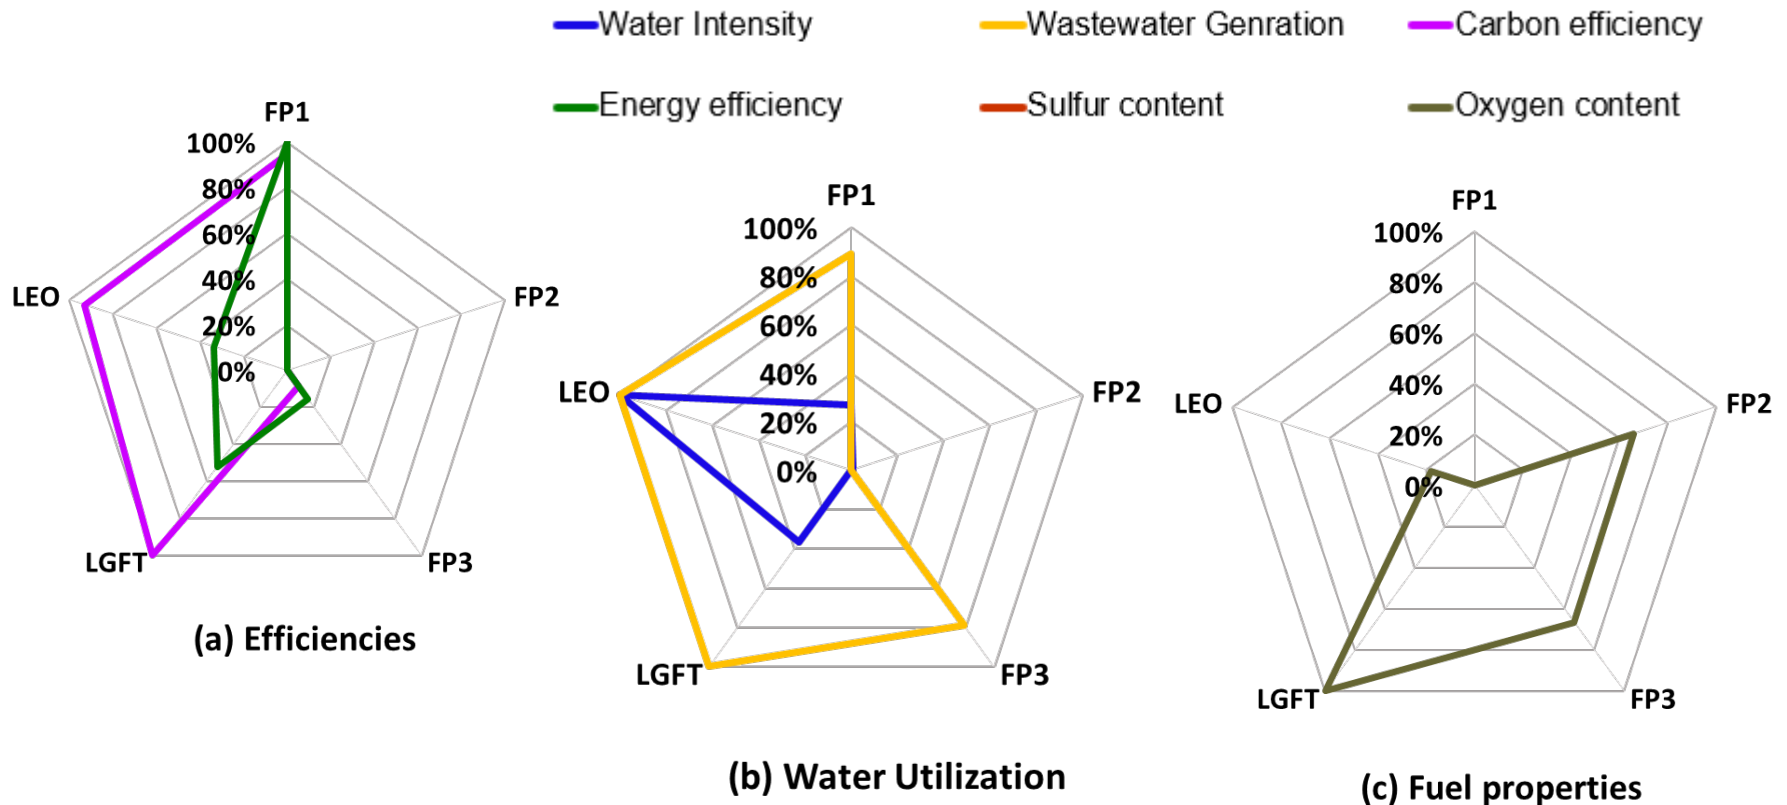 Water Intensity
Wastewater Genration
Carbon efficiency
Energy efficiency
Sulfur content
Oxygen content
FP1
100%
80%
60%
40%
20%
0%
LEO
FP2
LGFT
FP3
(a) Efficiencies
FP1
100%
80%
60%
40%
20%
0%
LEO
FP2
LGFT
FP3
(b) Water Utilization
FP1
100%
80%
60%
40%
20%
0%
LEO
FP2
LGFT
FP3
(c) Fuel properties